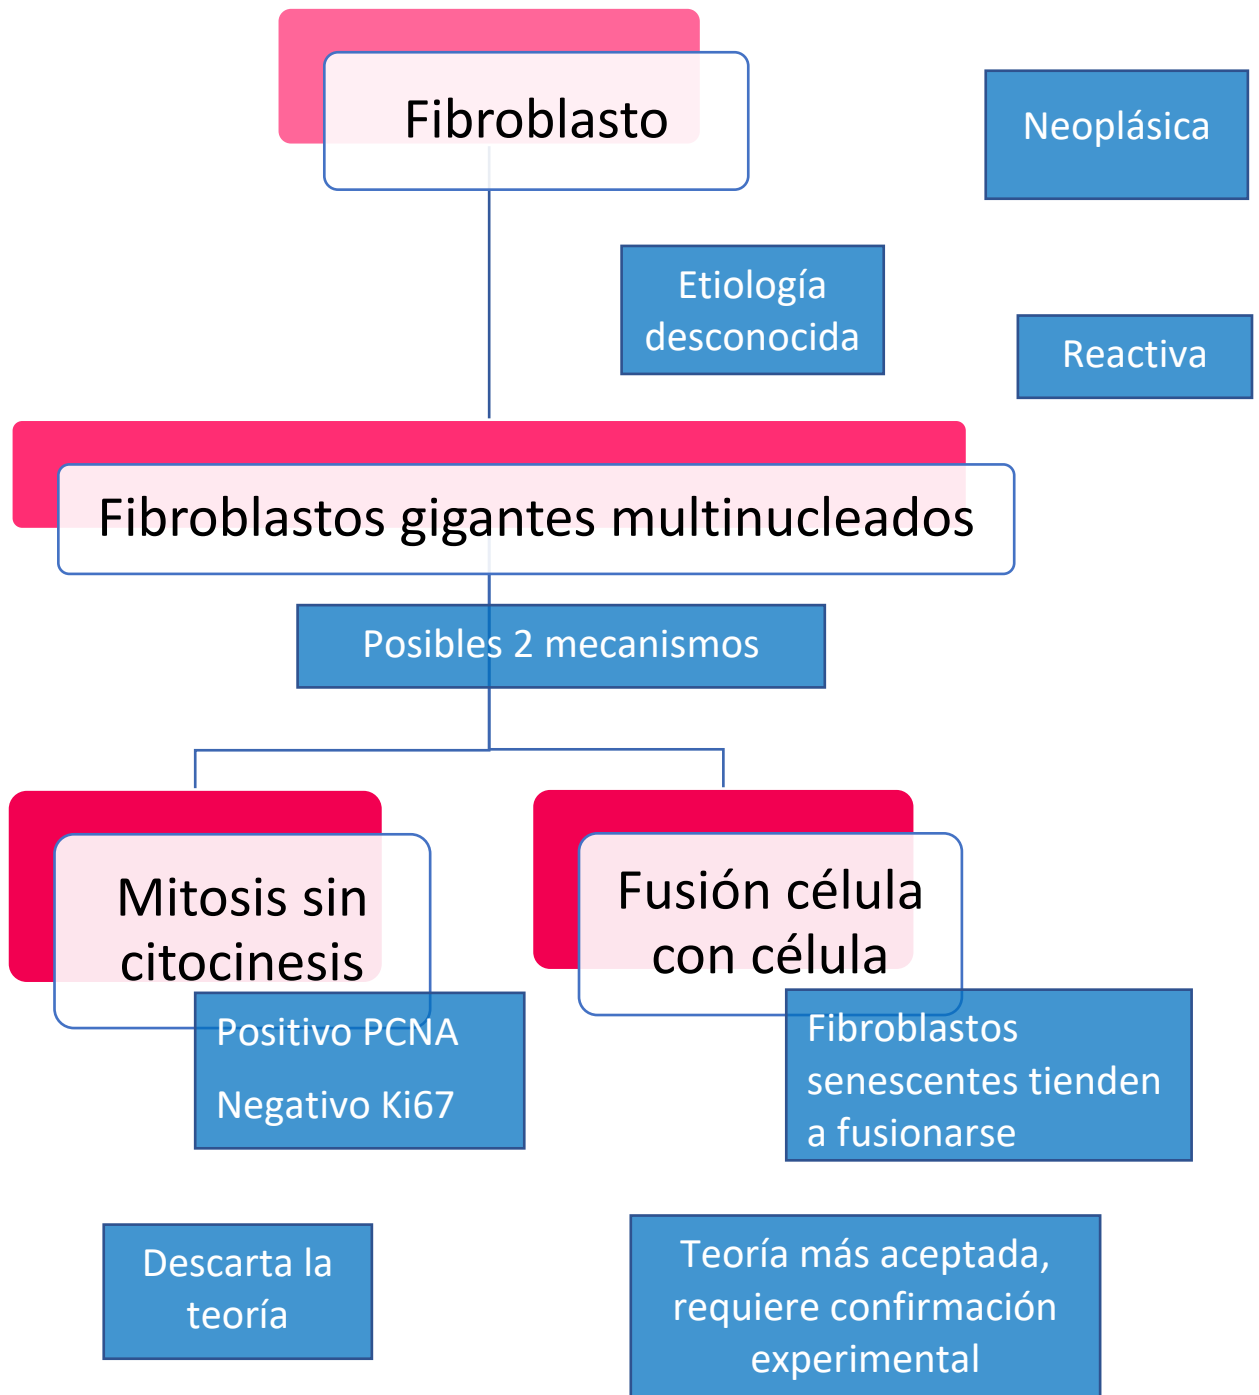 Fibroblasto
Neoplásica
Etiología
desconocida
Reactiva
Fibroblastos gigantes multinucleados
Posibles 2 mecanismos
Mitosis sin
citocinesis
Positivo PCNA
Negativo Ki67
Fusión célula
con célula
Fibroblastos
senescentes tienden
a fusionarse
Descarta la
teoría
Teoría más aceptada,
requiere confirmación
experimental